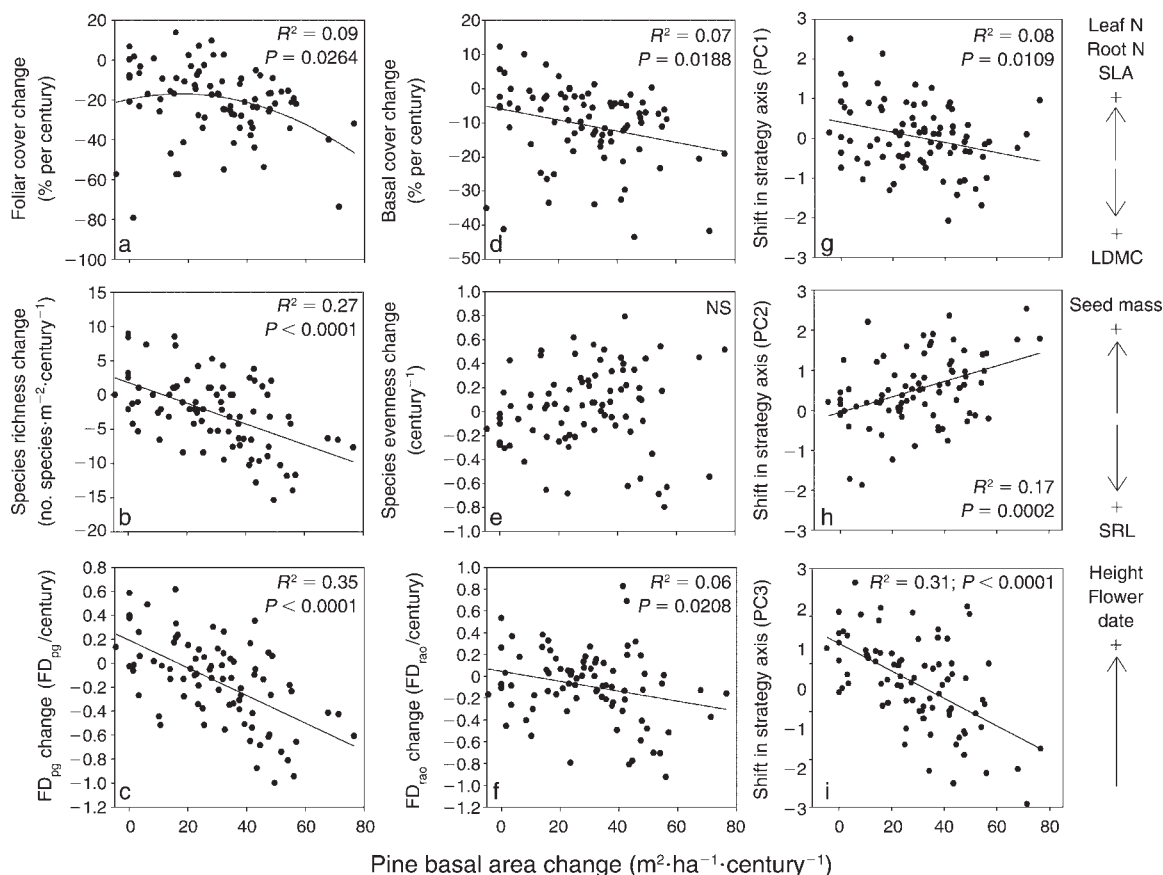 20
0
−20
−40
−60
−80
−100
Foliar cover change
(% per century)
R² = 0.09
P = 0.0264
a
20
10
0
−10
−20
−30
−40
50
Basal cover change
(% per century)
R² = 0.07
P = 0.0188
d
3
2
1
0
−1
−2
−3
Shift in strategy axis (PC1)
R² = 0.08
P = 0.0109
g
Leaf N
Root N
SLA
+
+
LDMC
15
10
5
0
−5
−10
−15
−20
Species richness change
(no. species·m⁻²·century⁻¹)
R² = 0.27
P < 0.0001
b
1.0
0.8
0.6
0.4
0.2
0
−0.2
−0.4
−0.6
−0.8
−1.0
Species evenness change
(century⁻¹)
NS
e
3
2
1
0
−1
−2
−3
Shift in strategy axis (PC2)
R² = 0.17
P = 0.0002
h
Seed mass
+
+
SRL
0.8
0.6
0.4
0.2
0
−0.2
−0.4
−0.6
−0.8
−1.0
−1.2
FDpg change (FDpg/century)
R² = 0.35
P < 0.0001
c
0 20 40 60 80
1.0
0.8
0.6
0.4
0.2
0
−0.2
−0.4
−0.6
−0.8
−1.0
−1.2
FDrao change (FDrao/century)
R² = 0.06
P = 0.0208
f
0 20 40 60 80
3
2
1
0
−1
−2
−3
Shift in strategy axis (PC3)
R² = 0.31; P < 0.0001
i
0 20 40 60 80
Height
Flower
date
+
Pine basal area change (m²·ha⁻¹·century⁻¹)